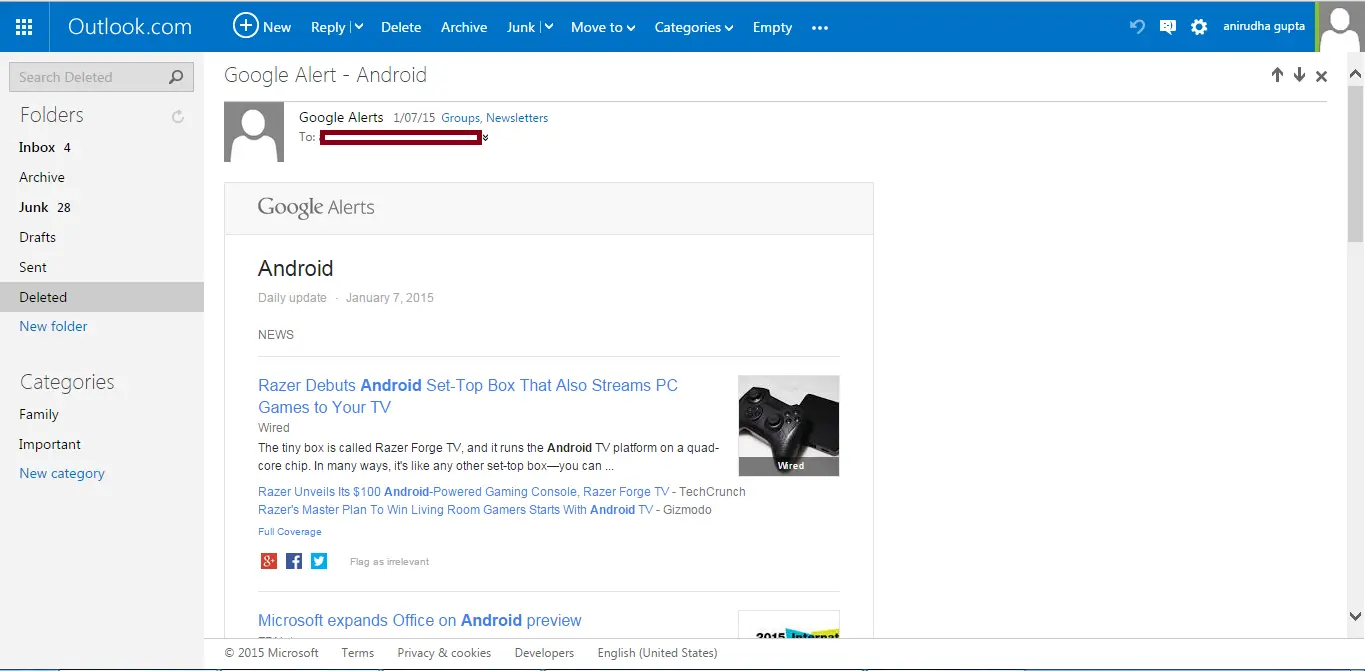 Outlook.com
New
Reply
Delete
Archive
Junk
Move to
Categories
Empty
anirudha gupta
Search Deleted
Folders
Inbox 4
Archive
Junk 28
Drafts
Sent
Deleted
New folder
Categories
Family
Important
New category
Google Alert - Android
Google Alerts 1/07/15 Groups, Newsletters
To:
Google Alerts
Android
Daily update · January 7, 2015
NEWS
Razer Debuts Android Set-Top Box That Also Streams PC
Games to Your TV
Wired
The tiny box is called Razer Forge TV, and it runs the Android TV platform on a quad-
core chip. In many ways, it's like any other set-top box—you can ...
Wired
Razer Unveils Its $100 Android-Powered Gaming Console, Razer Forge TV - TechCrunch
Razer's Master Plan To Win Living Room Gamers Starts With Android TV - Gizmodo
Full Coverage
Flag as irrelevant
Microsoft expands Office on Android preview
© 2015 Microsoft
Terms
Privacy & cookies
Developers
English (United States)